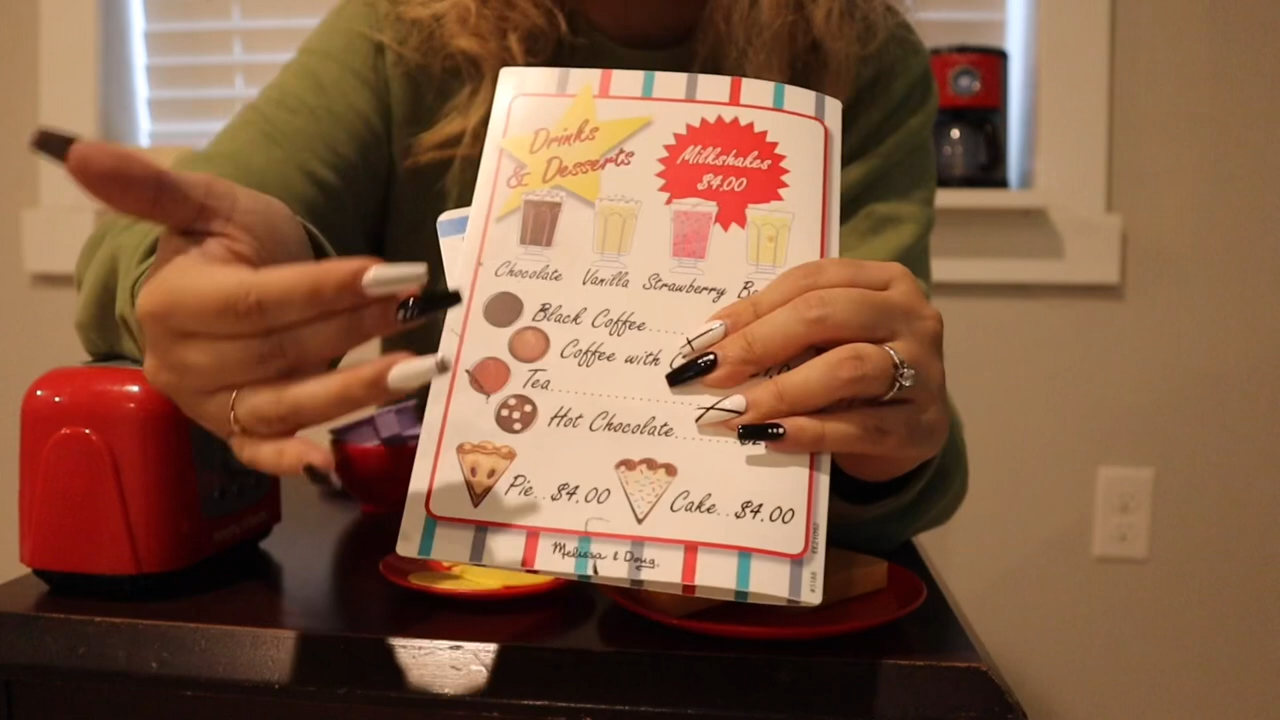 Drinks
& Desserts
Milkshakes
$4.00
Chocolate Vanilla Strawberry
Black Coffee......
Coffee with
Tea
Hot Chocolate.......
Pie..$4.00
Cake..$4.00
Melissa & Doug